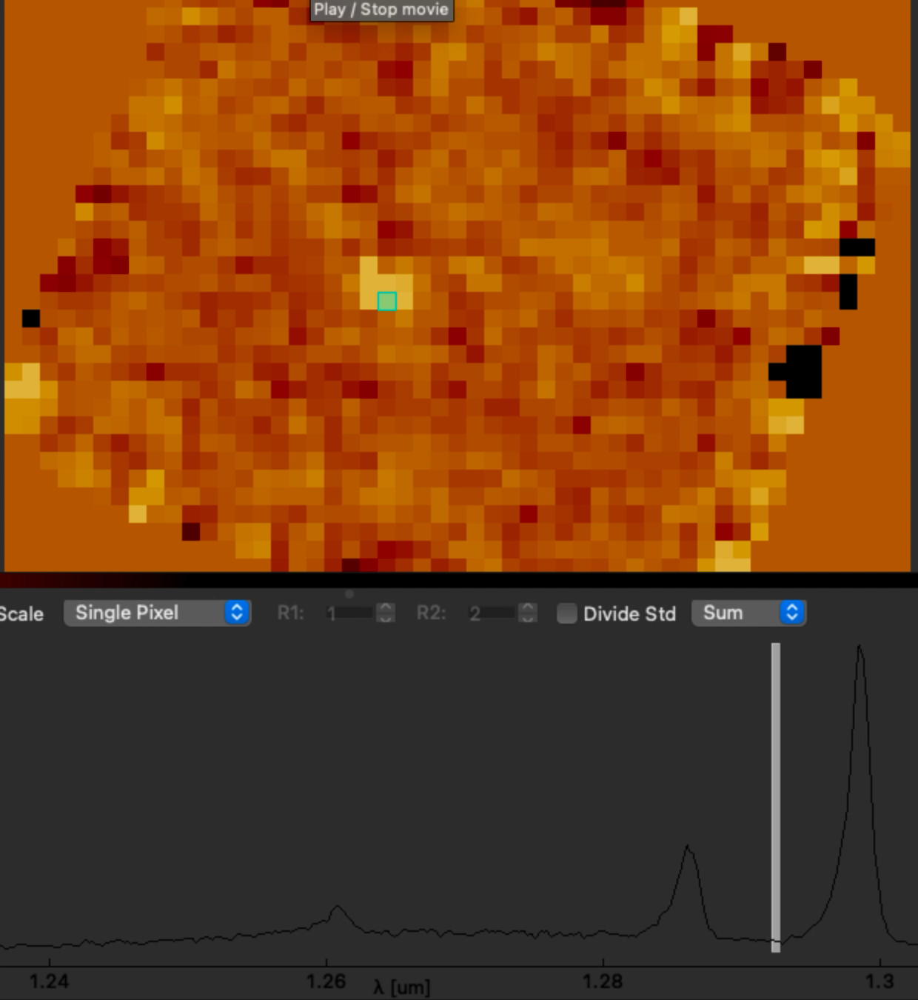 Play / Stop movie
Scale Single Pixel R1: 1 R2: 2 Divide Std Sum
1.24 1.26 λ [um] 1.28 1.3